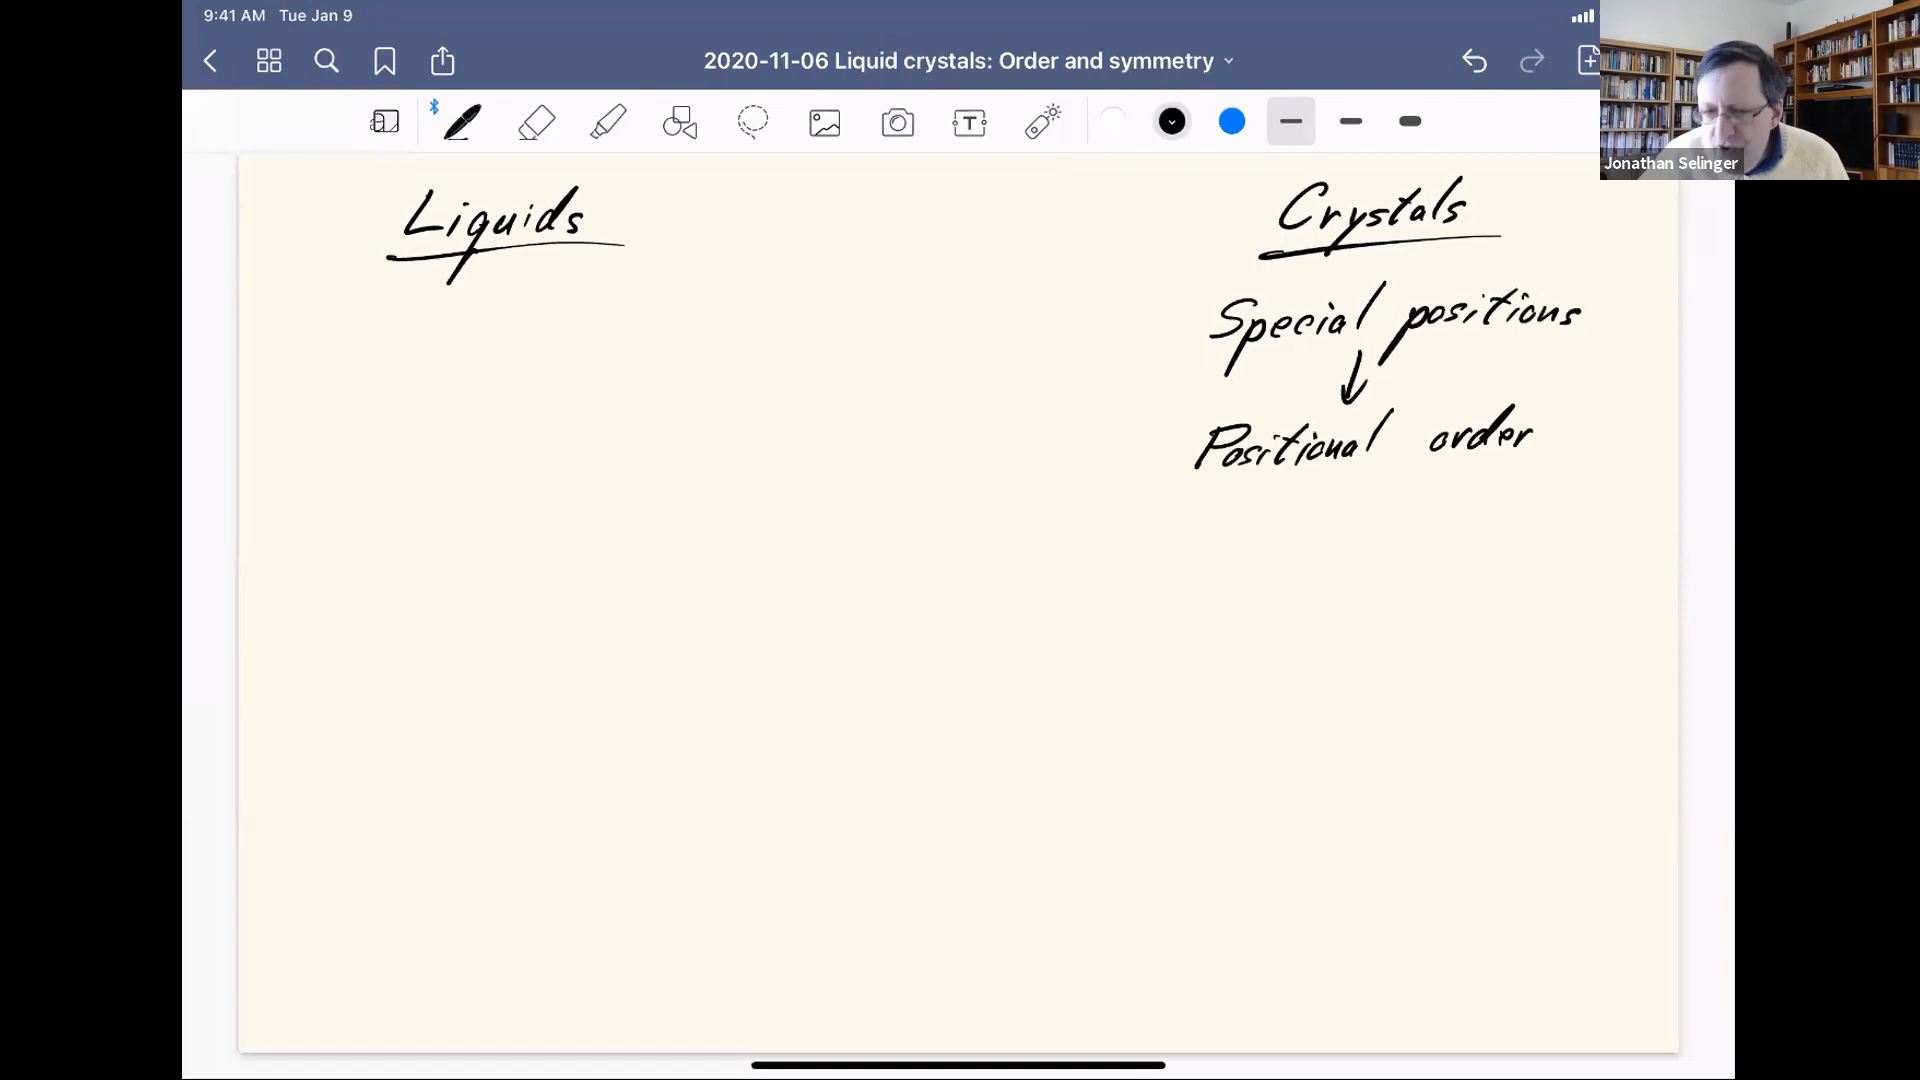 9:41 AM Tue Jan 9
2020-11-06 Liquid crystals: Order and symmetry
Jonathan Selinger
Liquids
Crystals
Special positions
↓
Positional order